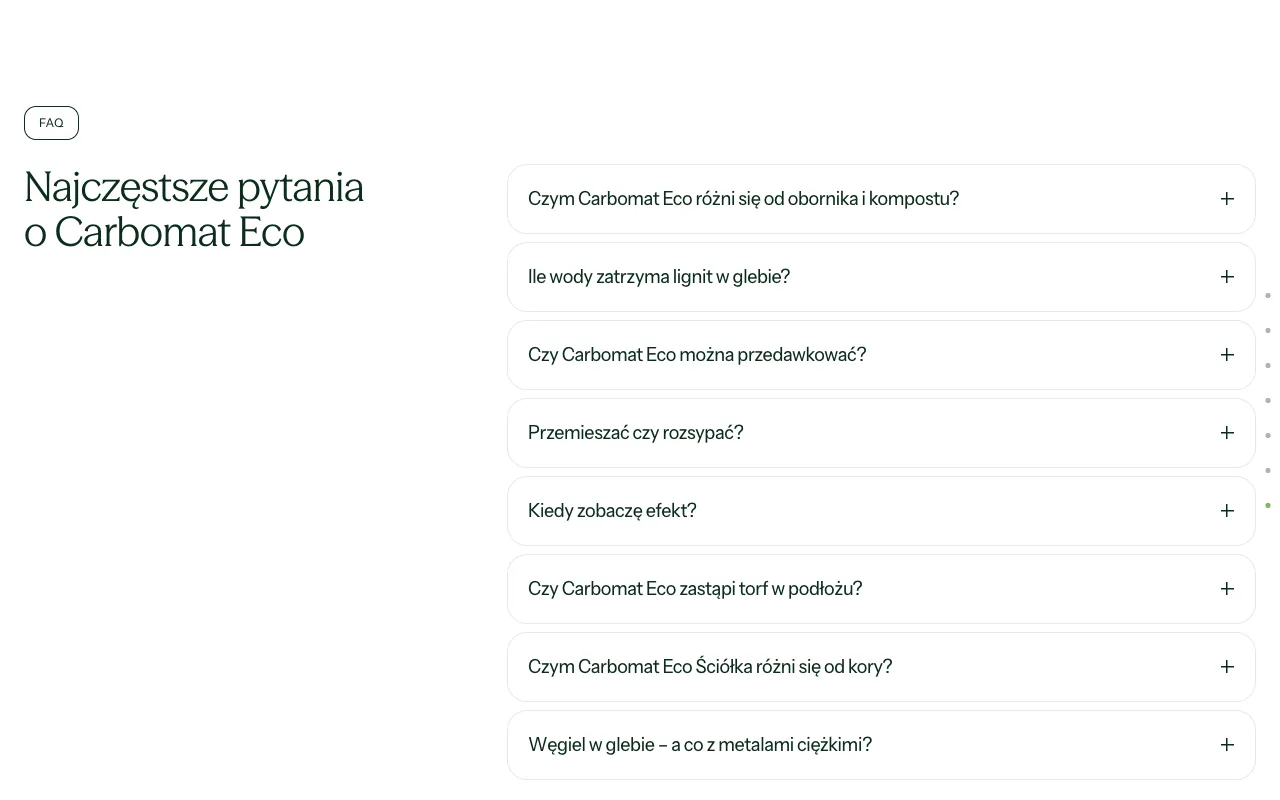 FAQ
Najczęstsze pytania
o Carbomat Eco
Czym Carbomat Eco różni się od obornika i kompostu?
Ile wody zatrzyma lignit w glebie?
Czy Carbomat Eco można przedawkować?
Przemieszać czy rozsypać?
Kiedy zobaczę efekt?
Czy Carbomat Eco zastąpi torf w podłożu?
Czym Carbomat Eco Ściółka różni się od kory?
Węgiel w glebie – a co z metalami ciężkimi?